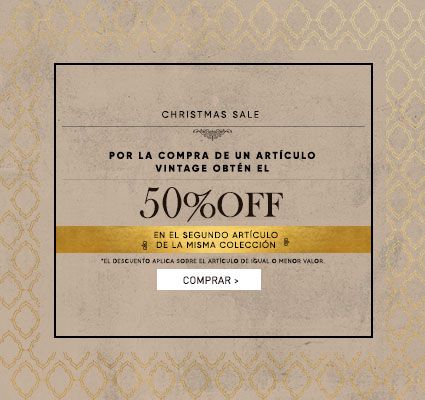 CHRISTMAS SALE
POR LA COMPRA DE UN ARTÍCULO
VINTAGE OBTÉN EL
50%OFF
EN EL SEGUNDO ARTÍCULO
DE LA MISMA COLECCIÓN
*EL DESCUENTO APLICA SOBRE EL ARTÍCULO DE IGUAL O MENOR VALOR.
COMPRAR >